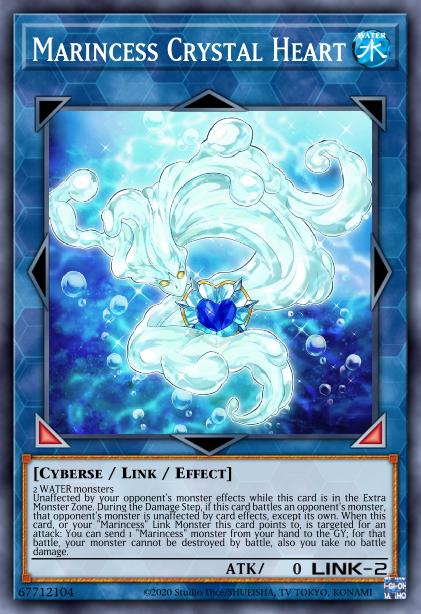 MARINCESS CRYSTAL HEART
WATER
水
[CYBERSE / LINK / EFFECT]
2 WATER monsters
Unaffected by your opponent's monster effects while this card is in the Extra
Monster Zone. During the Damage Step, if this card battles an opponent's monster,
that opponent's monster is unaffected by card effects, except its own. When this
card, or your "Marincess" Link Monster this card points to, is targeted for an
attack: You can send 1 "Marincess" monster from your hand to the GY; for that
battle, your monster cannot be destroyed by battle, also you take no battle
damage.
ATK/ 0 LINK-2
67712104
©2020 Studio Dice/SHUEISHA, TV TOKYO, KONAMI